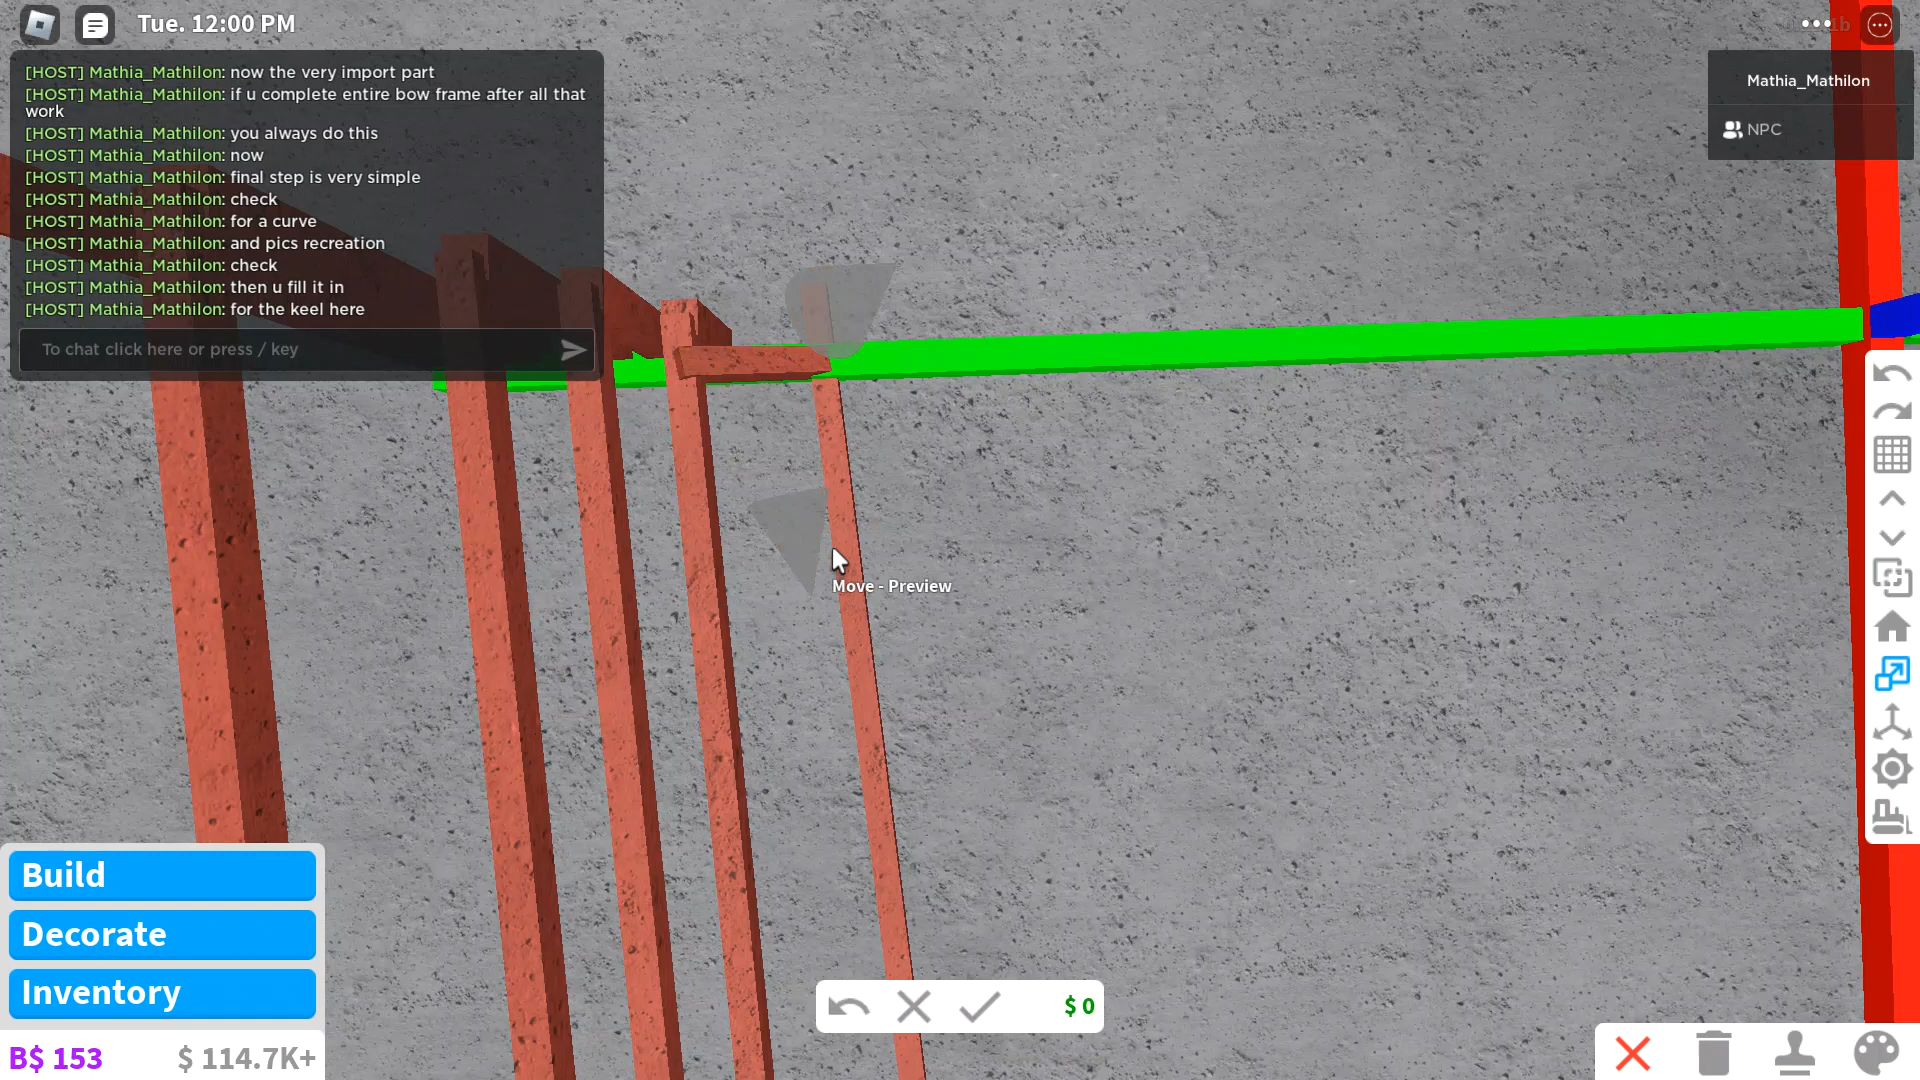 Tue. 12:00 PM
[HOST] Mathia_Mathilon: now the very import part
[HOST] Mathia_Mathilon: if u complete entire bow frame after all that
work
[HOST] Mathia_Mathilon: you always do this
[HOST] Mathia_Mathilon: now
[HOST] Mathia_Mathilon: final step is very simple
[HOST] Mathia_Mathilon: check
[HOST] Mathia_Mathilon: for a curve
[HOST] Mathia_Mathilon: and pics recreation
[HOST] Mathia_Mathilon: check
[HOST] Mathia_Mathilon: then u fill it in
[HOST] Mathia_Mathilon: for the keel here
To chat click here or press / key
Mathia_Mathilon
NPC
Move - Preview
Build
Decorate
Inventory
B$ 153
$ 114.7K+
$ 0